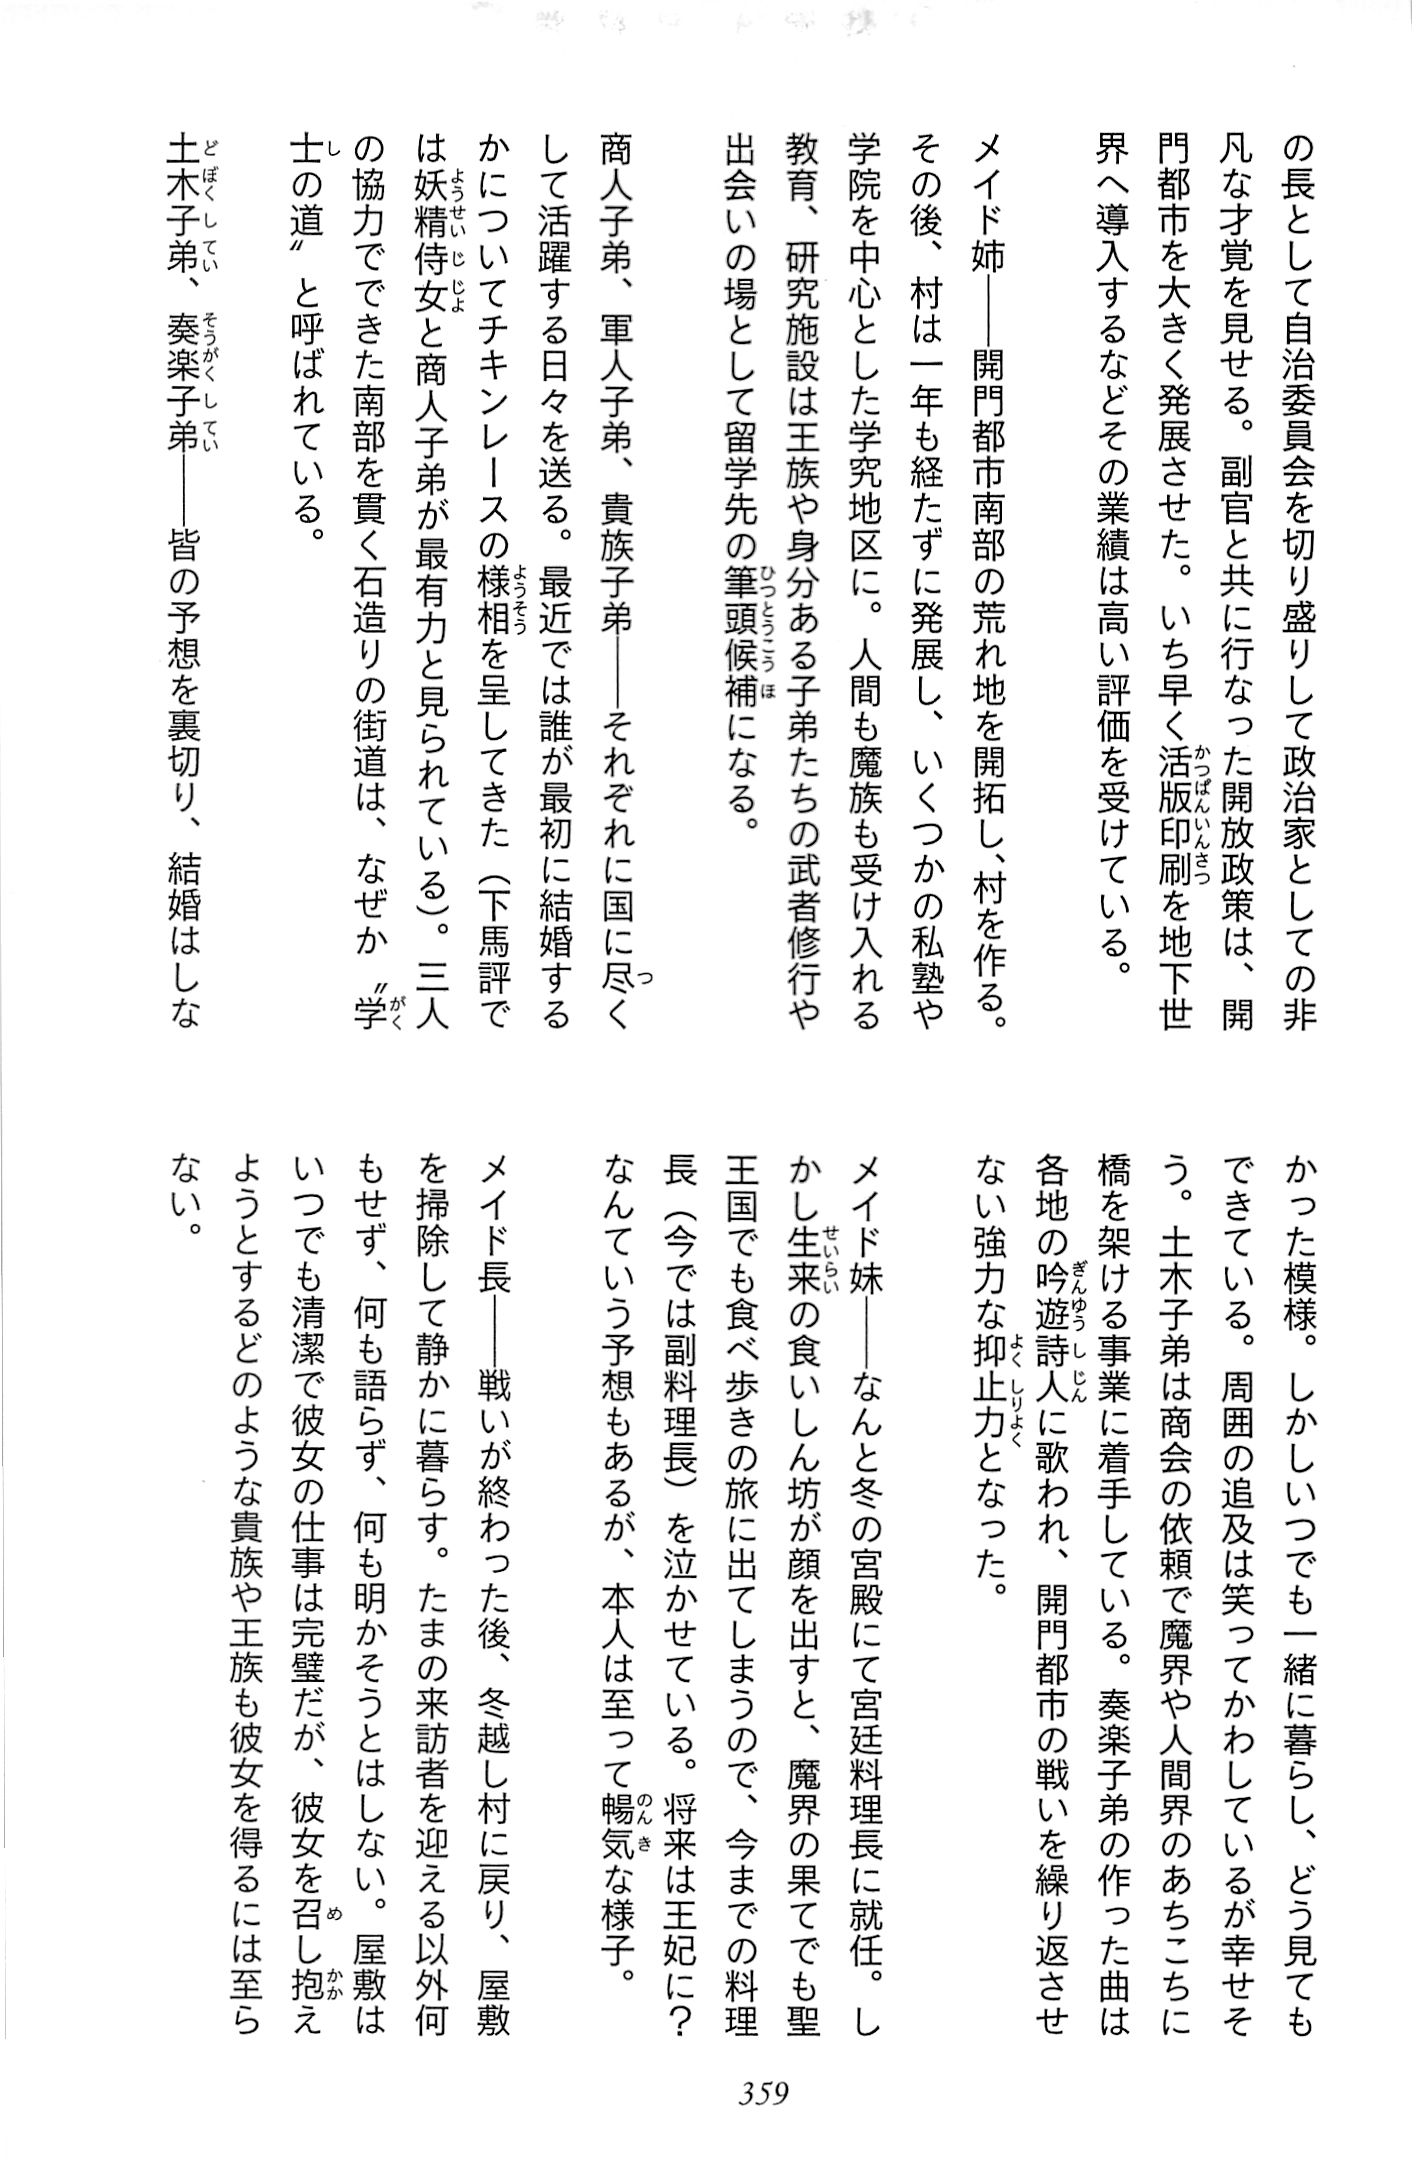 の長として自治委員会を切り盛りして政治家としての非
凡な才覚を見せる。副官と共に行なった開放政策は、開
門都市を大きく発展させた。いち早く活版印刷を地下世
界へ導入するなどその業績は高い評価を受けている。
メイド姉――開門都市南部の荒れ地を開拓し、村を作る。
その後、村は一年も経たずに発展し、いくつかの私塾や
学院を中心とした学究地区に。人間も魔族も受け入れる
教育、研究施設は王族や身分ある子弟たちの武者修行や
出会いの場として留学先の筆頭候補になる。
商人子弟、軍人子弟、貴族子弟――それぞれに国に尽く
して活躍する日々を送る。最近では誰が最初に結婚する
かについてチキンレースの様相を呈してきた（下馬評で
は妖精侍女と商人子弟が最有力と見られている）。三人
の協力でできた南部を貫く石造りの街道は、なぜか〝学
士の道〟と呼ばれている。
土木子弟、奏楽子弟――皆の予想を裏切り、結婚はしな
かった模様。しかしいつでも一緒に暮らし、どう見ても
できている。周囲の追及は笑ってかわしているが幸せそ
う。土木子弟は商会の依頼で魔界や人間界のあちこちに
橋を架ける事業に着手している。奏楽子弟の作った曲は
各地の吟遊詩人に歌われ、開門都市の戦いを繰り返させ
ない強力な抑止力となった。
メイド妹――なんと冬の宮殿にて宮廷料理長に就任。し
かし生来の食いしん坊が顔を出すと、魔界の果てでも聖
王国でも食べ歩きの旅に出てしまうので、今までの料理
長（今では副料理長）を泣かせている。将来は王妃に？
なんていう予想もあるが、本人は至って暢気な様子。
メイド長――戦いが終わった後、冬越し村に戻り、屋敷
を掃除して静かに暮らす。たまの来訪者を迎える以外何
もせず、何も語らず、何も明かそうとはしない。屋敷は
いつでも清潔で彼女の仕事は完璧だが、彼女を召し抱え
ようとするどのような貴族や王族も彼女を得るには至ら
ない。
359